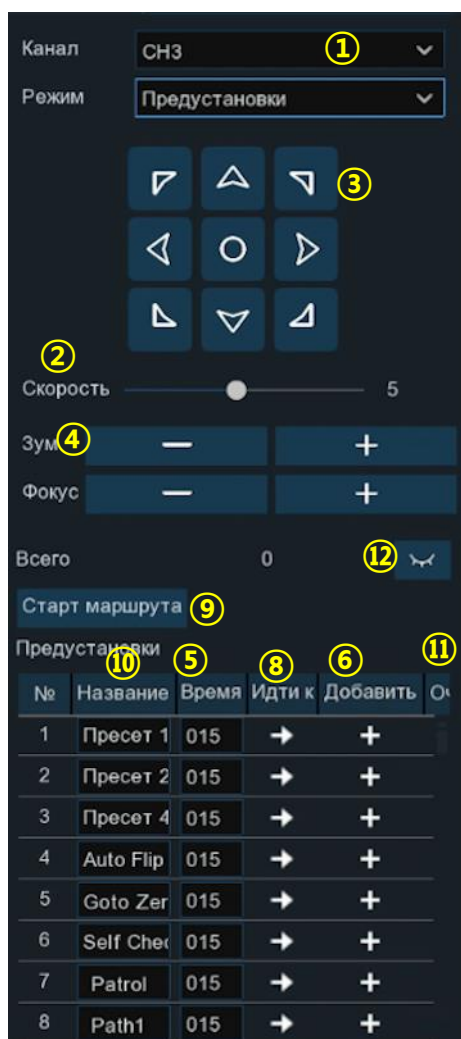 Канал CH3 ①
Режим Предустановки
③
②
Скорость 5
Зум ④ — +
Фокус — +
Всего 0 ⑫
Старт маршрута ⑨
Предустановки
⑩ ⑤ ⑧ ⑥ ⑪
№ Название Время Идти к Добавить Оч
1 Пресет 1 015 +
2 Пресет 2 015 +
3 Пресет 4 015 +
4 Auto Flip 015 +
5 Goto Zer 015 +
6 Self Chec 015 +
7 Patrol 015 +
8 Path1 015 +